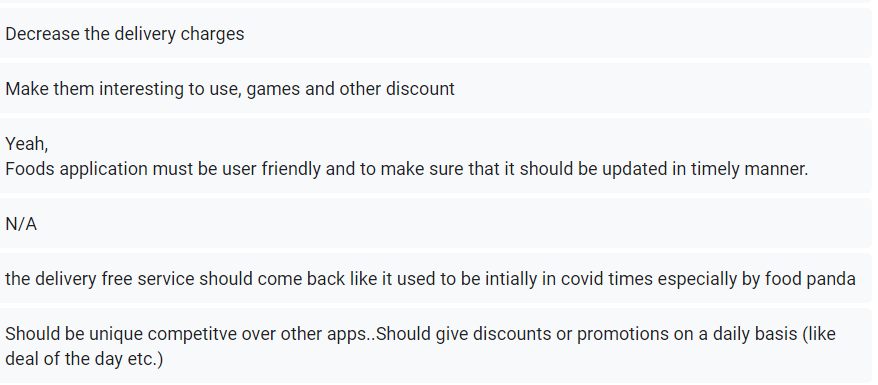 Decrease the delivery charges
Make them interesting to use, games and other discount
Yeah,
Foods application must be user friendly and to make sure that it should be updated in timely manner.
N/A
the delivery free service should come back like it used to be intially in covid times especially by food panda
Should be unique competitve over other apps..Should give discounts or promotions on a daily basis (like
deal of the day etc.)